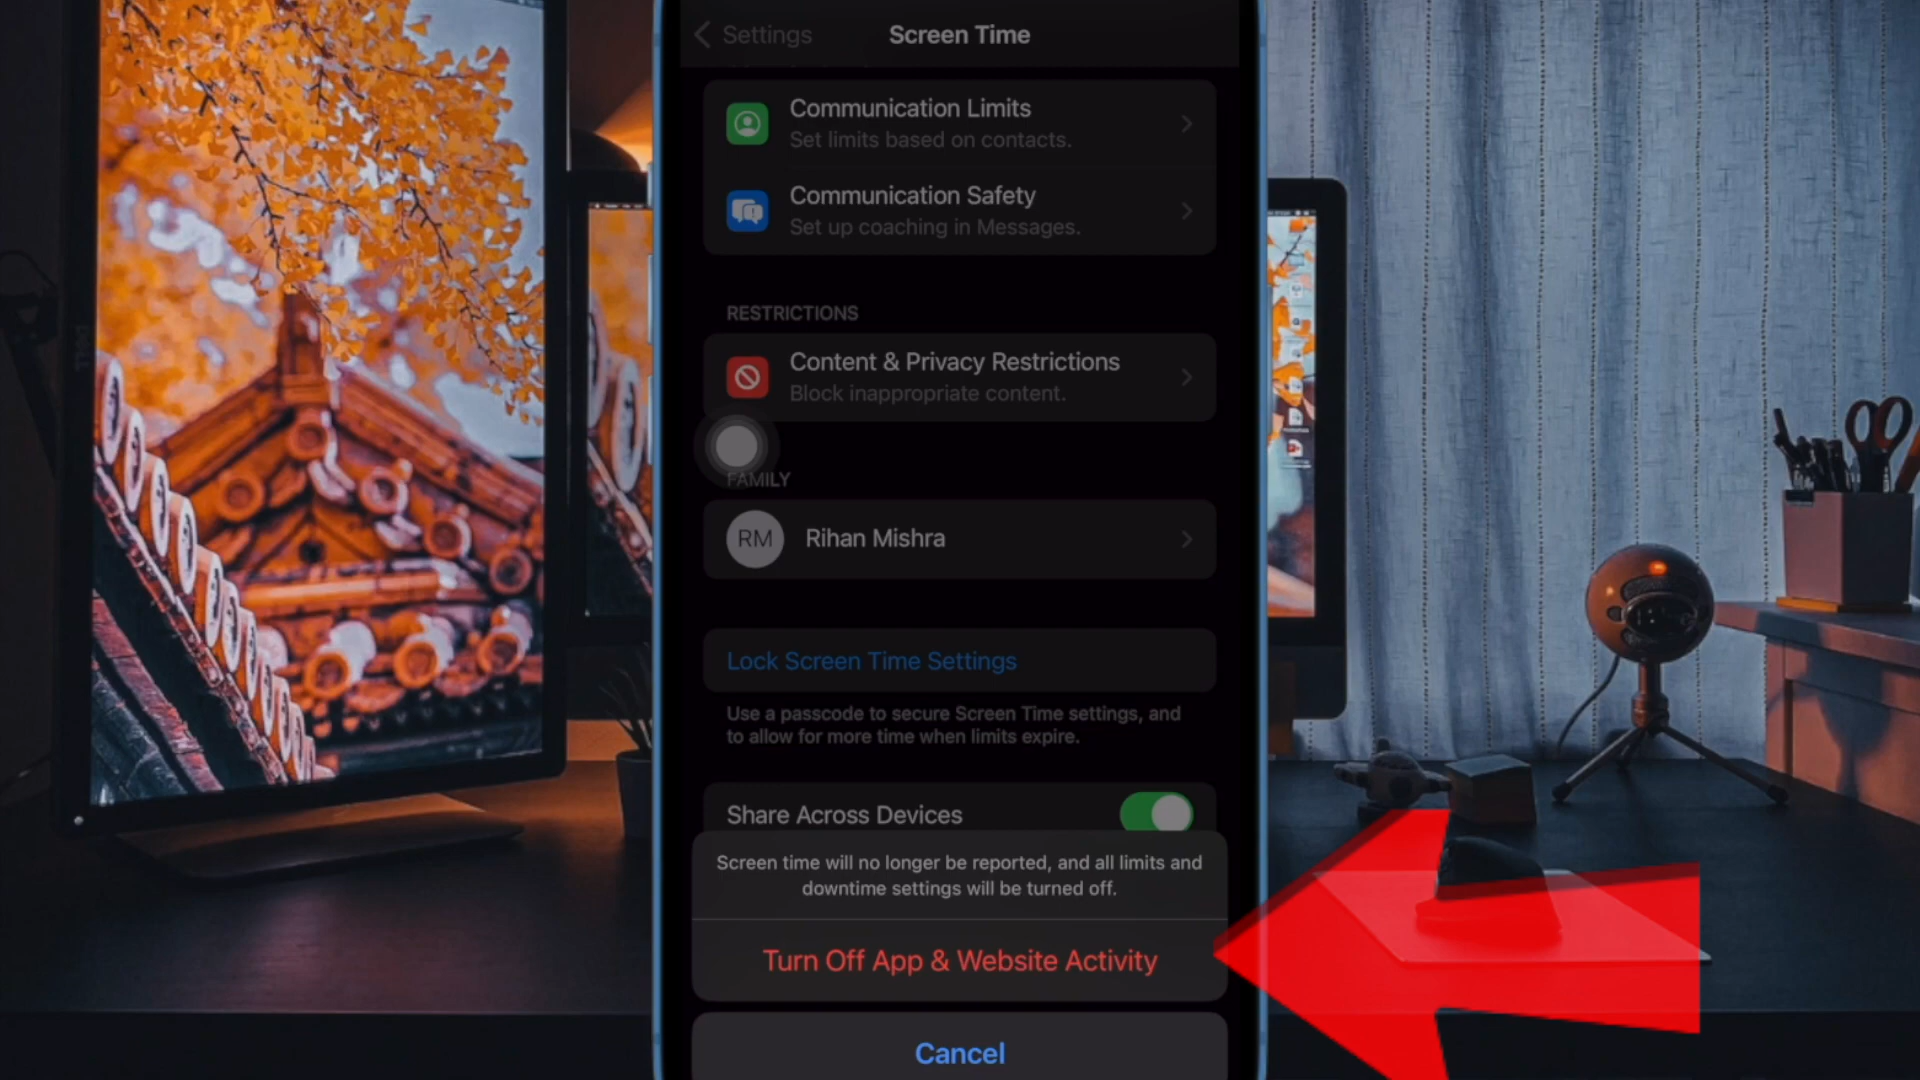 Settings
Screen Time
Communication Limits
Set limits based on contacts.
Communication Safety
Set up coaching in Messages.
RESTRICTIONS
Content & Privacy Restrictions
Block inappropriate content.
FAMILY
RM
Rihan Mishra
Lock Screen Time Settings
Use a passcode to secure Screen Time settings, and
to allow for more time when limits expire.
Share Across Devices
Screen time will no longer be reported, and all limits and
downtime settings will be turned off.
Turn Off App & Website Activity
Cancel